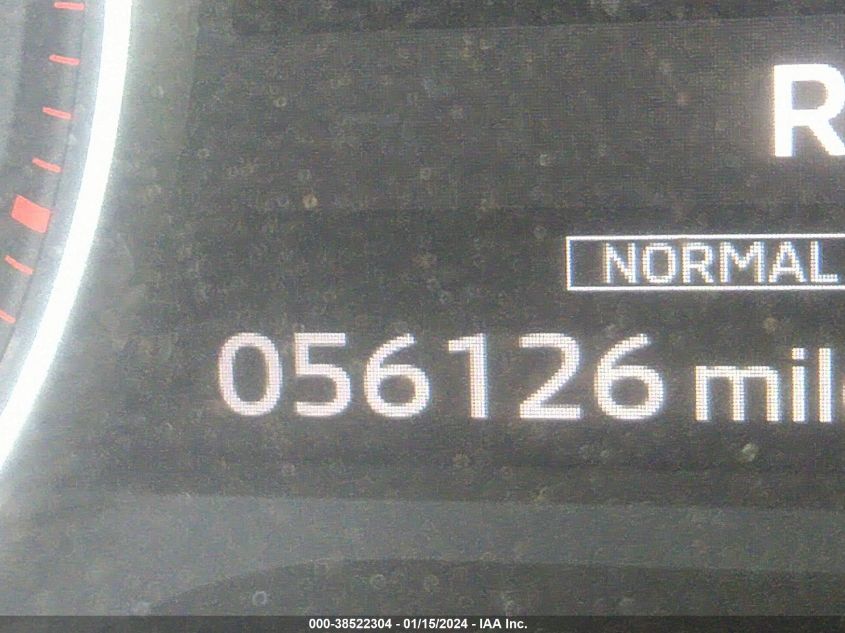 R
NORMAL
056126 mil
000-38522304 - 01/15/2024 - IAA Inc.